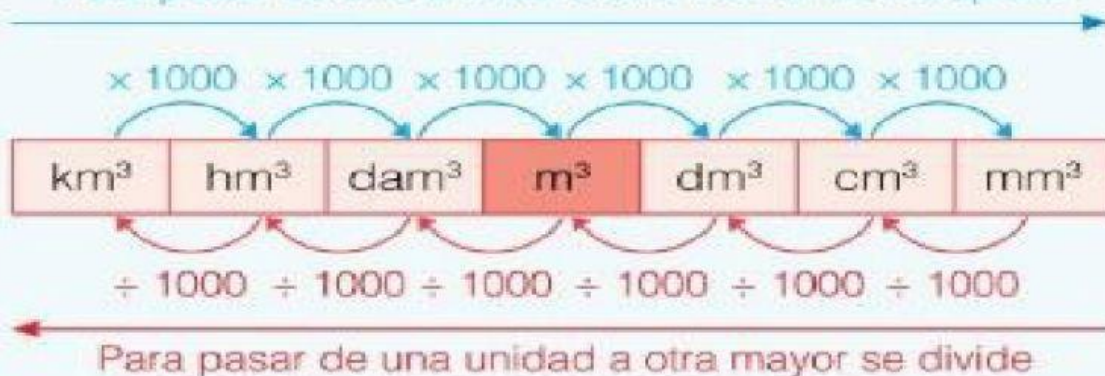 × 1000 × 1000 × 1000 × 1000 × 1000 × 1000
km³ hm³ dam³ m³ dm³ cm³ mm³
÷ 1000 ÷ 1000 ÷ 1000 ÷ 1000 ÷ 1000 ÷ 1000
Para pasar de una unidad a otra mayor se divide